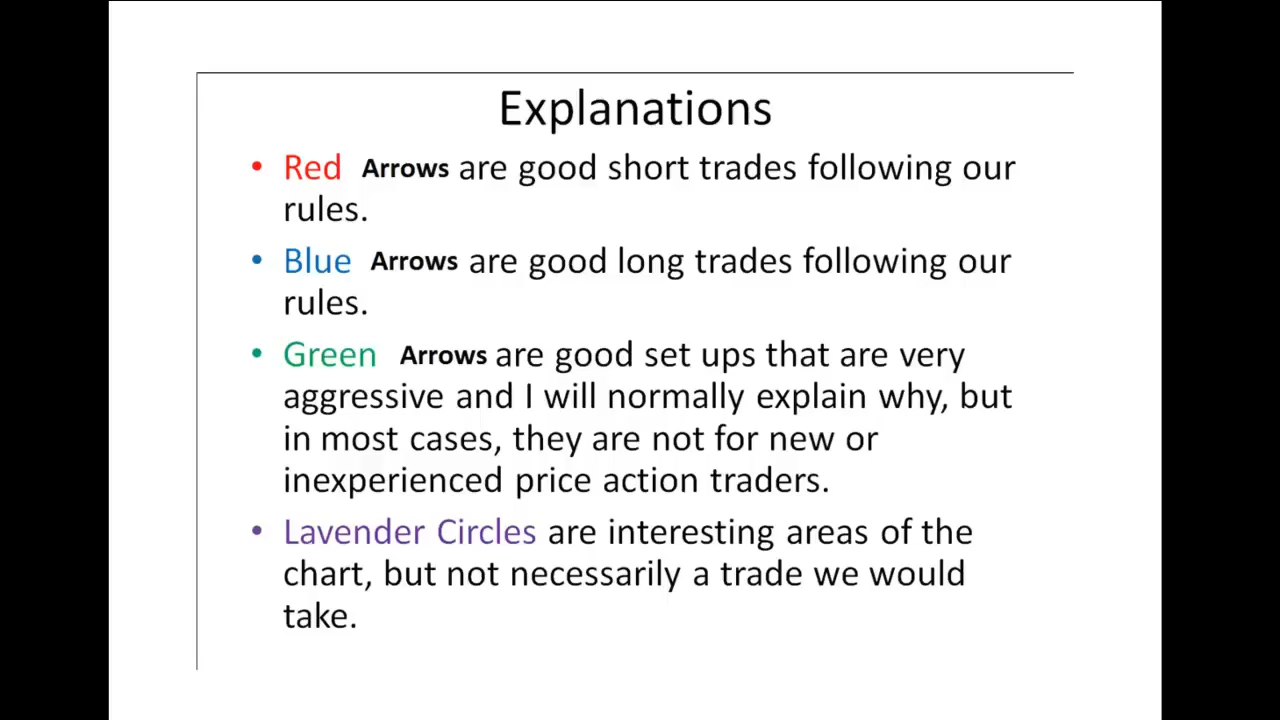 Explanations
• Red Arrows are good short trades following our
rules.
• Blue Arrows are good long trades following our
rules.
• Green Arrows are good set ups that are very
aggressive and I will normally explain why, but
in most cases, they are not for new or
inexperienced price action traders.
• Lavender Circles are interesting areas of the
chart, but not necessarily a trade we would
take.